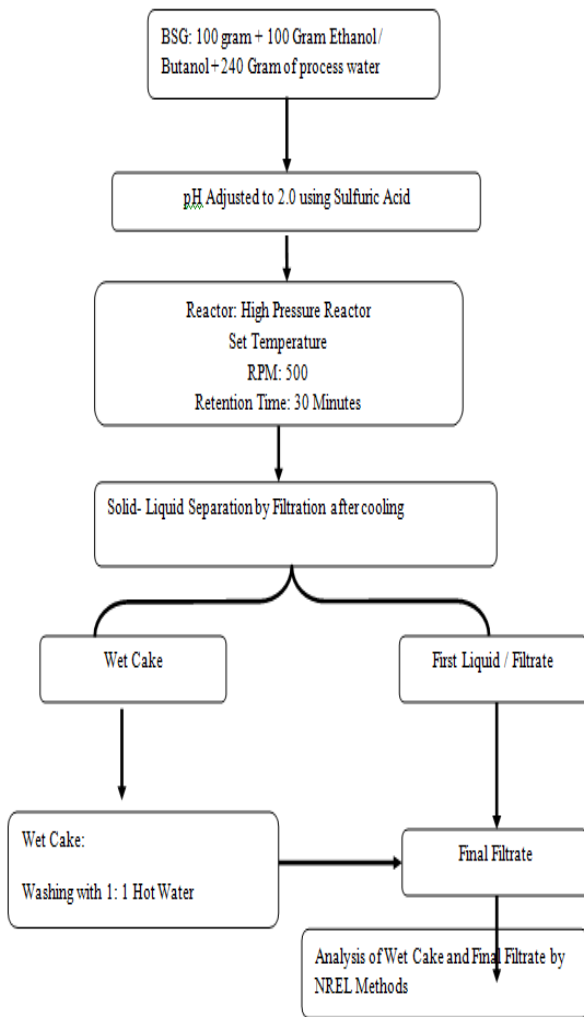 BSG: 100 gram + 100 Gram Ethanol /
Butanol + 240 Gram of process water
pH Adjusted to 2.0 using Sulfuric Acid
Reactor: High Pressure Reactor
Set Temperature
RPM: 500
Retention Time: 30 Minutes
Solid- Liquid Separation by Filtration after cooling
Wet Cake
First Liquid / Filtrate
Wet Cake:
Washing with 1: 1 Hot Water
Final Filtrate
Analysis of Wet Cake and Final Filtrate by
NREL Methods